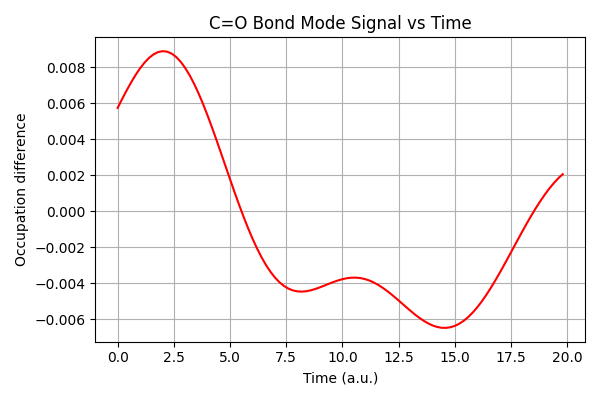 C=O Bond Mode Signal vs Time
0.008
0.006
0.004
0.002
0.000
−0.002
−0.004
−0.006
Occupation difference
0.0 2.5 5.0 7.5 10.0 12.5 15.0 17.5 20.0
Time (a.u.)